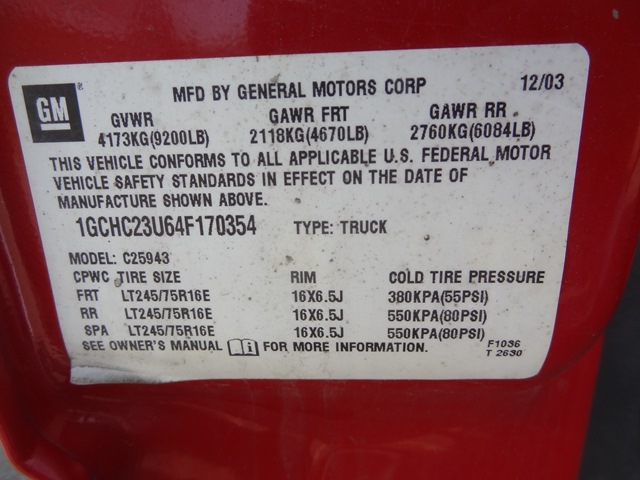 GM ® MFD BY GENERAL MOTORS CORP 12/03
GVWR GAWR FRT GAWR RR
4173KG(9200LB) 2118KG(4670LB) 2760KG(6084LB)
THIS VEHICLE CONFORMS TO ALL APPLICABLE U.S. FEDERAL MOTOR
VEHICLE SAFETY STANDARDS IN EFFECT ON THE DATE OF
MANUFACTURE SHOWN ABOVE.
1GCHC23U64F170354 TYPE: TRUCK
MODEL: C25943
CPWC TIRE SIZE RIM COLD TIRE PRESSURE
FRT LT245/75R16E 16X6.5J 380KPA(55PSI)
RR LT245/75R16E 16X6.5J 550KPA(80PSI)
SPA LT245/75R16E 16X6.5J 550KPA(80PSI)
SEE OWNER'S MANUAL i FOR MORE INFORMATION. F1036
T 2630